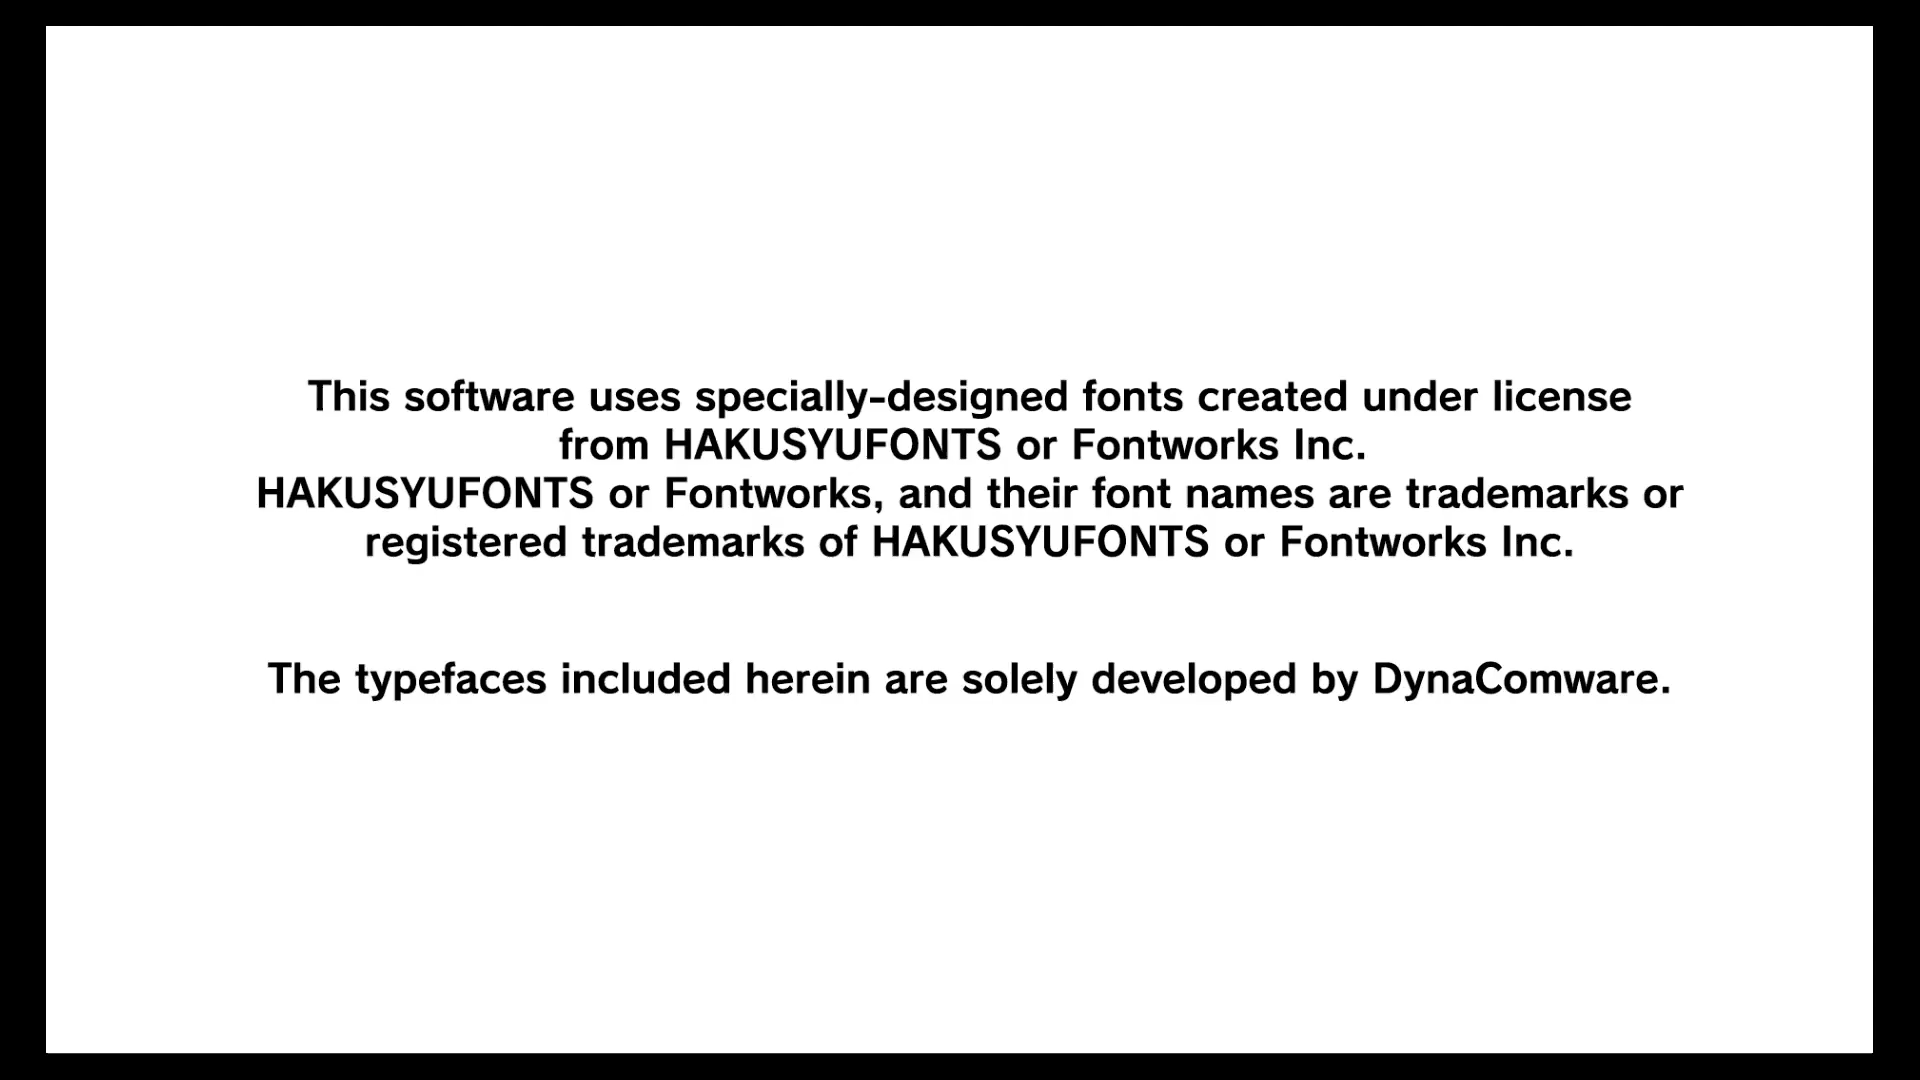 This software uses specially-designed fonts created under license
from HAKUSYUFONTS or Fontworks Inc.
HAKUSYUFONTS or Fontworks, and their font names are trademarks or
registered trademarks of HAKUSYUFONTS or Fontworks Inc.
The typefaces included herein are solely developed by DynaComware.